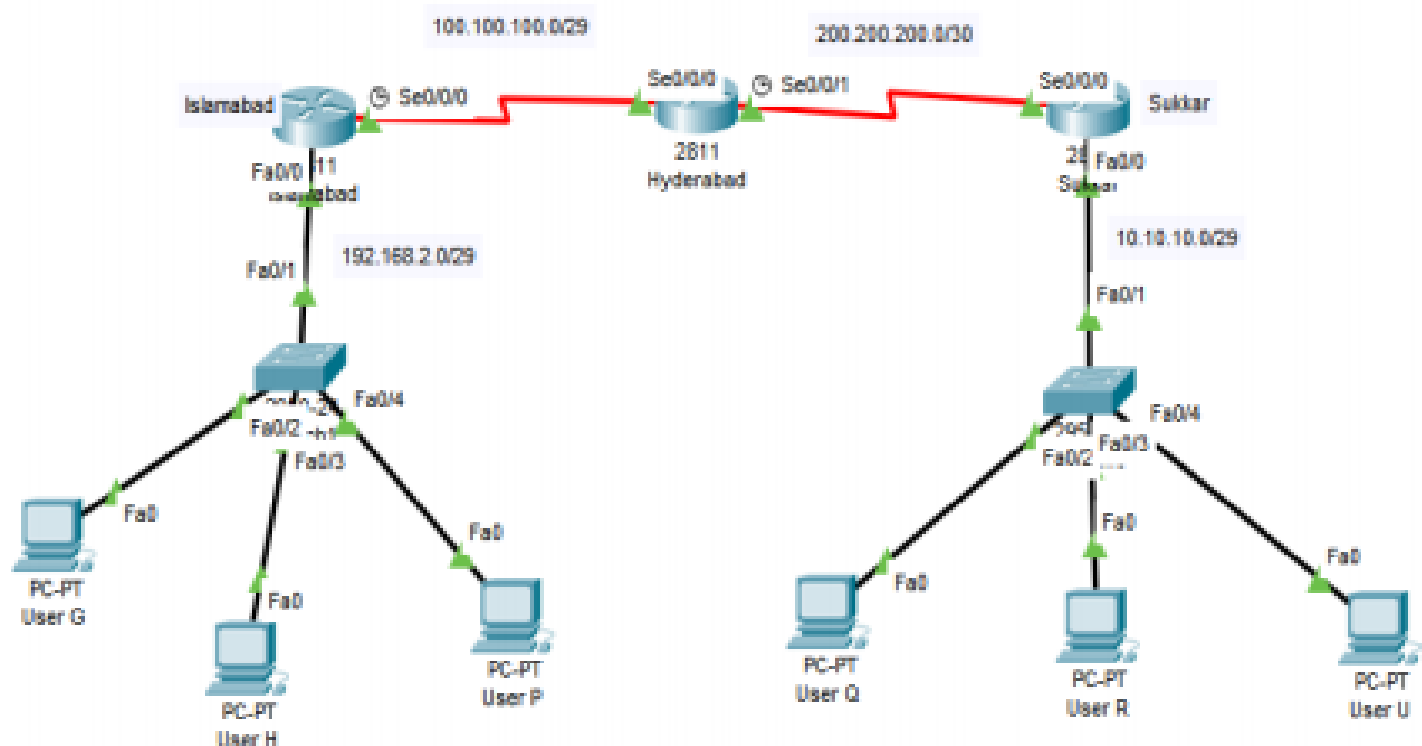 100.100.100.0/29
200.200.200.0/30
Islamabad
Se0/0/0
Se0/0/0
Se0/0/1
Se0/0/0
Sukkar
2811
Hyderabad
Fa0/0
11
abad
Fa0/0
192.168.2.0/29
Fa0/1
10.10.10.0/29
Fa0/1
Fa0/2
Fa0/3
Fa0/4
Fa0/2
Fa0/3
Fa0/4
Fa0
PC-PT
User G
Fa0
PC-PT
User H
Fa0
PC-PT
User P
Fa0
PC-PT
User Q
Fa0
PC-PT
User R
Fa0
PC-PT
User U